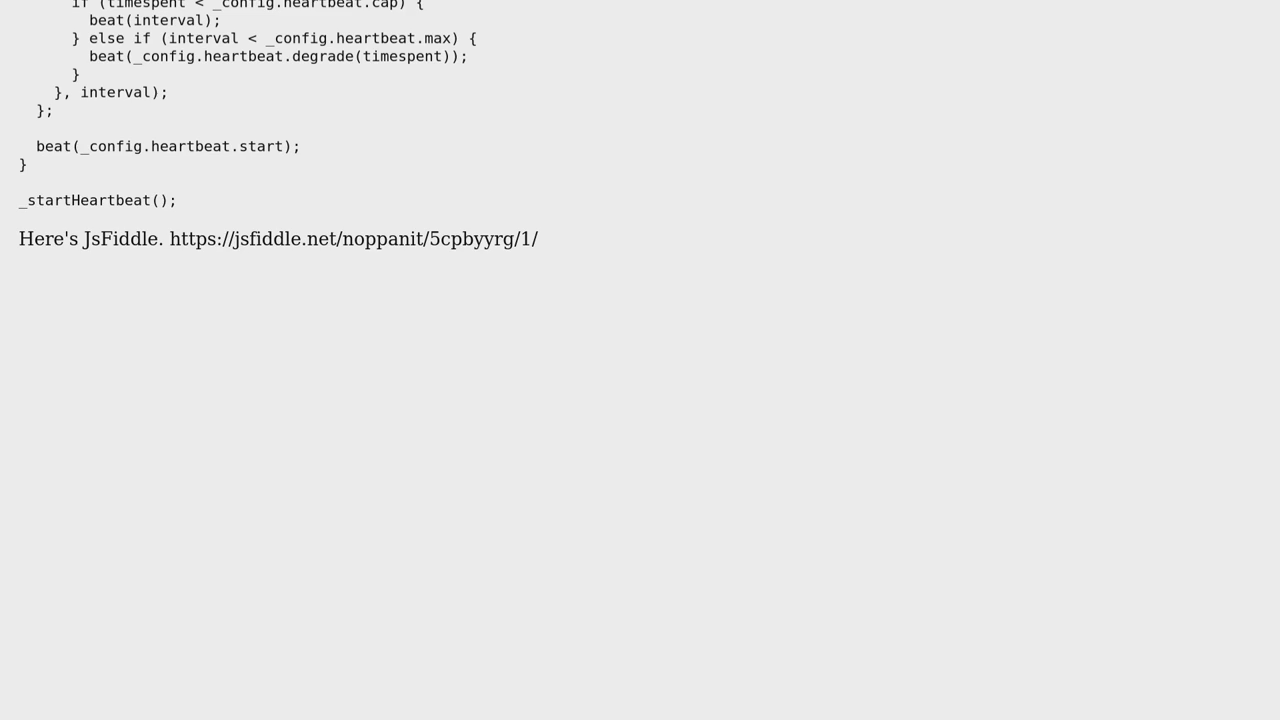 if (timespent < _config.heartbeat.cap) {
beat(interval);
} else if (interval < _config.heartbeat.max) {
beat(_config.heartbeat.degrade(timespent));
}
}, interval);
};
beat(_config.heartbeat.start);
}
_startHeartbeat();
Here's JsFiddle. https://jsfiddle.net/noppanit/5cpbyyrg/1/